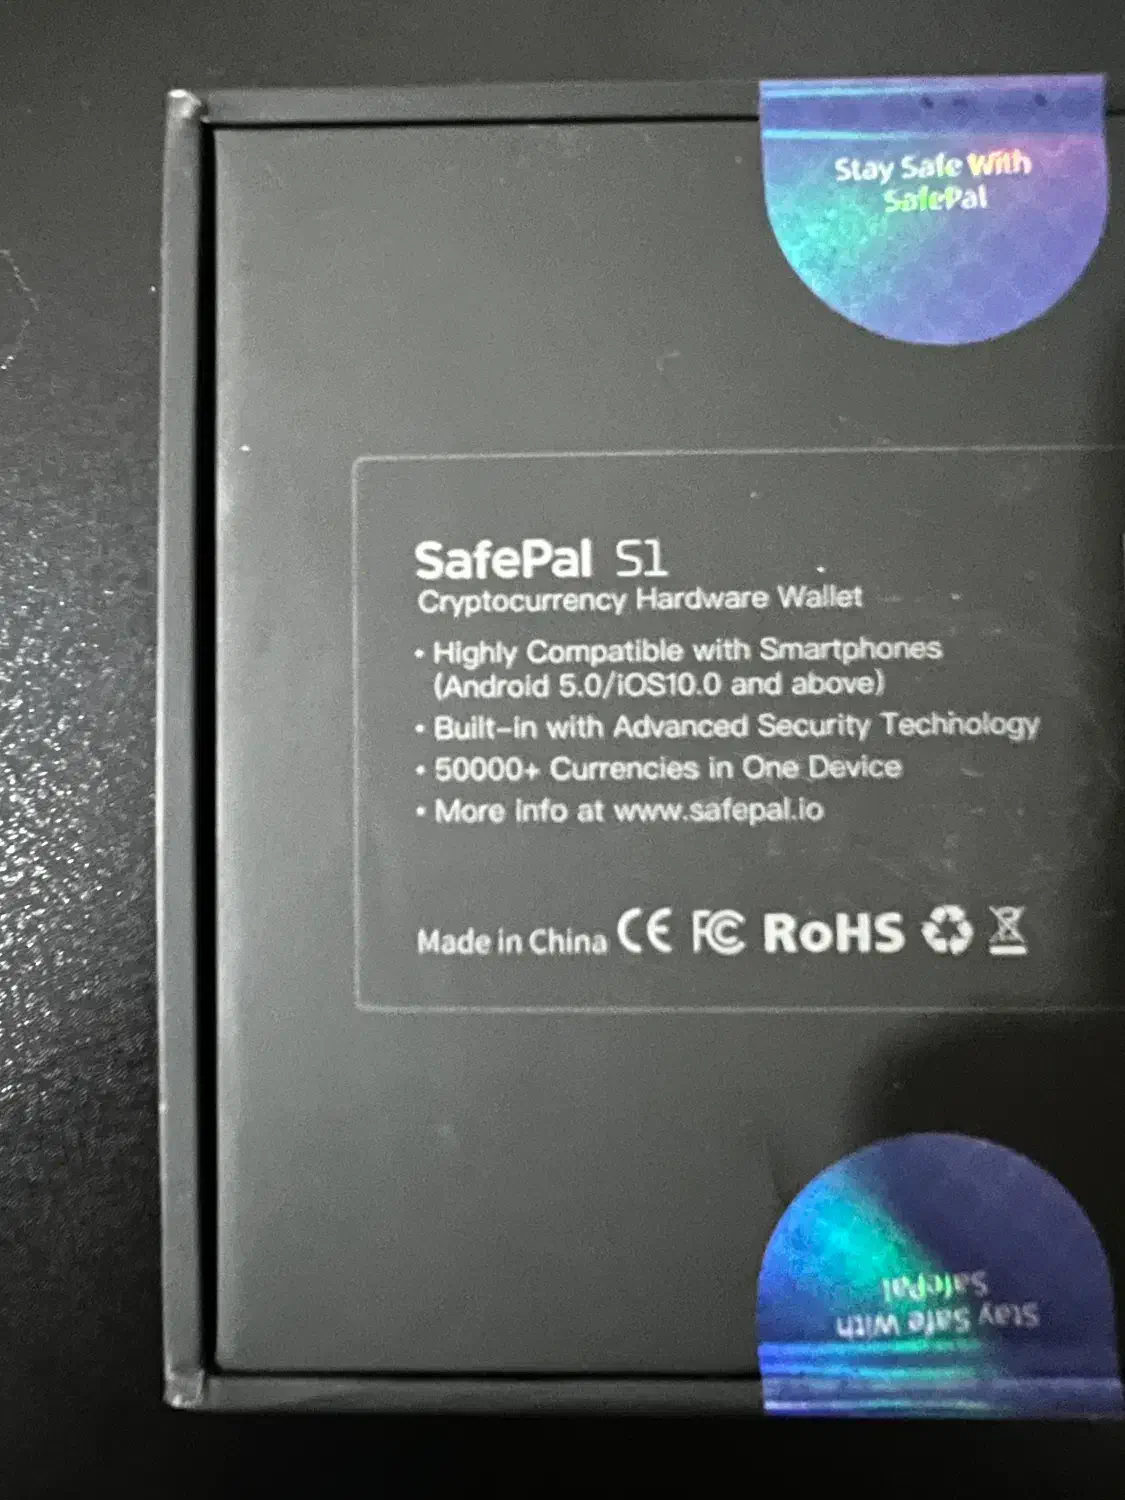 Stay Safe With
SafePal
SafePal S1
Cryptocurrency Hardware Wallet
• Highly Compatible with Smartphones
(Android 5.0/iOS10.0 and above)
• Built-in with Advanced Security Technology
• 50000+ Currencies in One Device
• More info at www.safepal.io
Made in China CE FC RoHS
Stay Safe With
SafePal